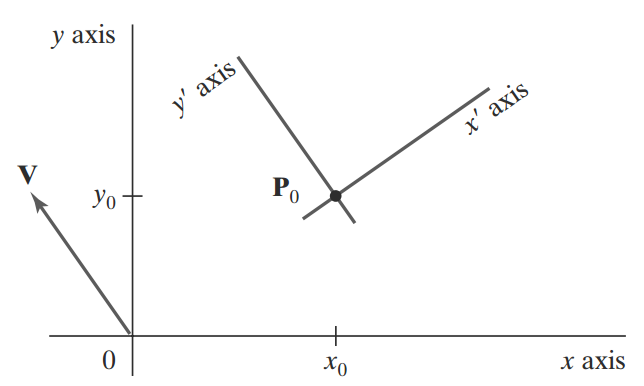 y axis
y′ axis
x′ axis
V
y₀
P₀
0
x₀
x axis